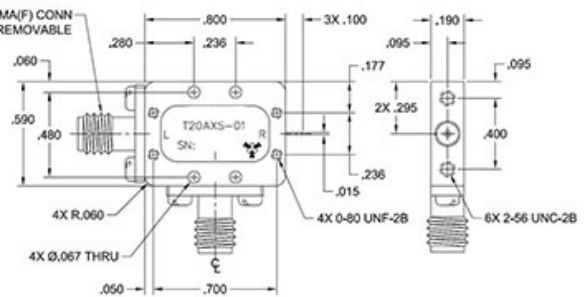 MA(F) CONN
REMOVABLE
.800
3X .100
.190
.280
.236
.095
.060
.177
.095
2X .295
.590
.480
T20AXS-01
L
R
SN:
.400
.236
.015
4X R.060
4X 0-80 UNF-2B
6X 2-56 UNC-2B
4X Ø.067 THRU
.050
.700